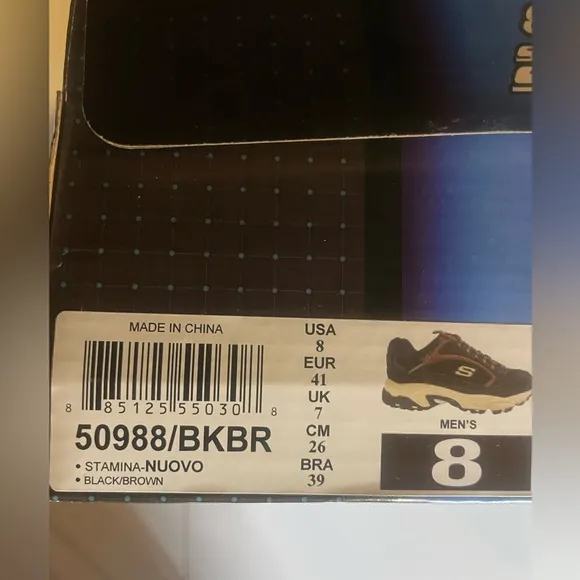 MADE IN CHINA
8 85125 55030 8
50988/BKBR
• STAMINA-NUOVO
• BLACK/BROWN
USA
8
EUR
41
UK
7
CM
26
BRA
39
S
MEN'S
8